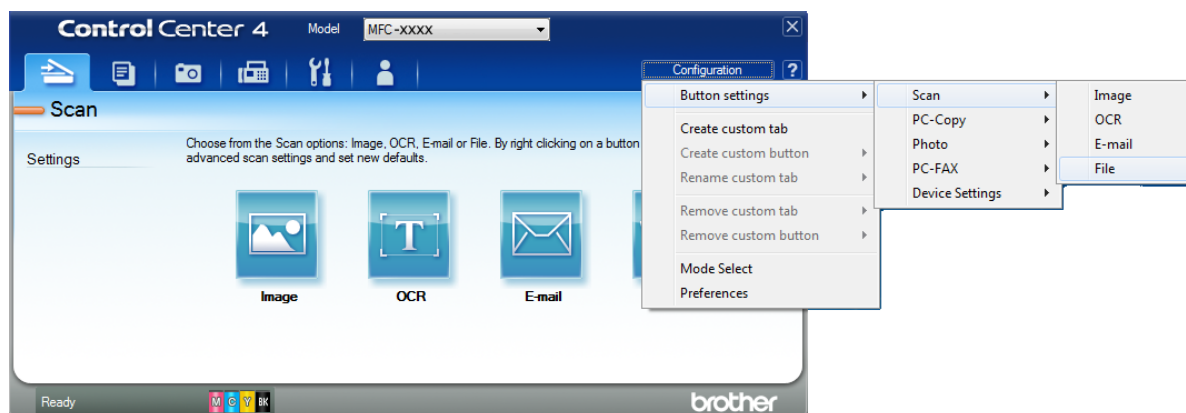 Control Center 4
Model
MFC-XXXX
Configuration
?
Scan
Settings
Choose from the Scan options: Image, OCR, E-mail or File. By right clicking on a button
advanced scan settings and set new defaults.
T
Image
OCR
E-mail
Button settings
Create custom tab
Create custom button
Rename custom tab
Remove custom tab
Remove custom button
Mode Select
Preferences
Scan
PC-Copy
Photo
PC-FAX
Device Settings
Image
OCR
E-mail
File
Ready
M C Y BK
brother